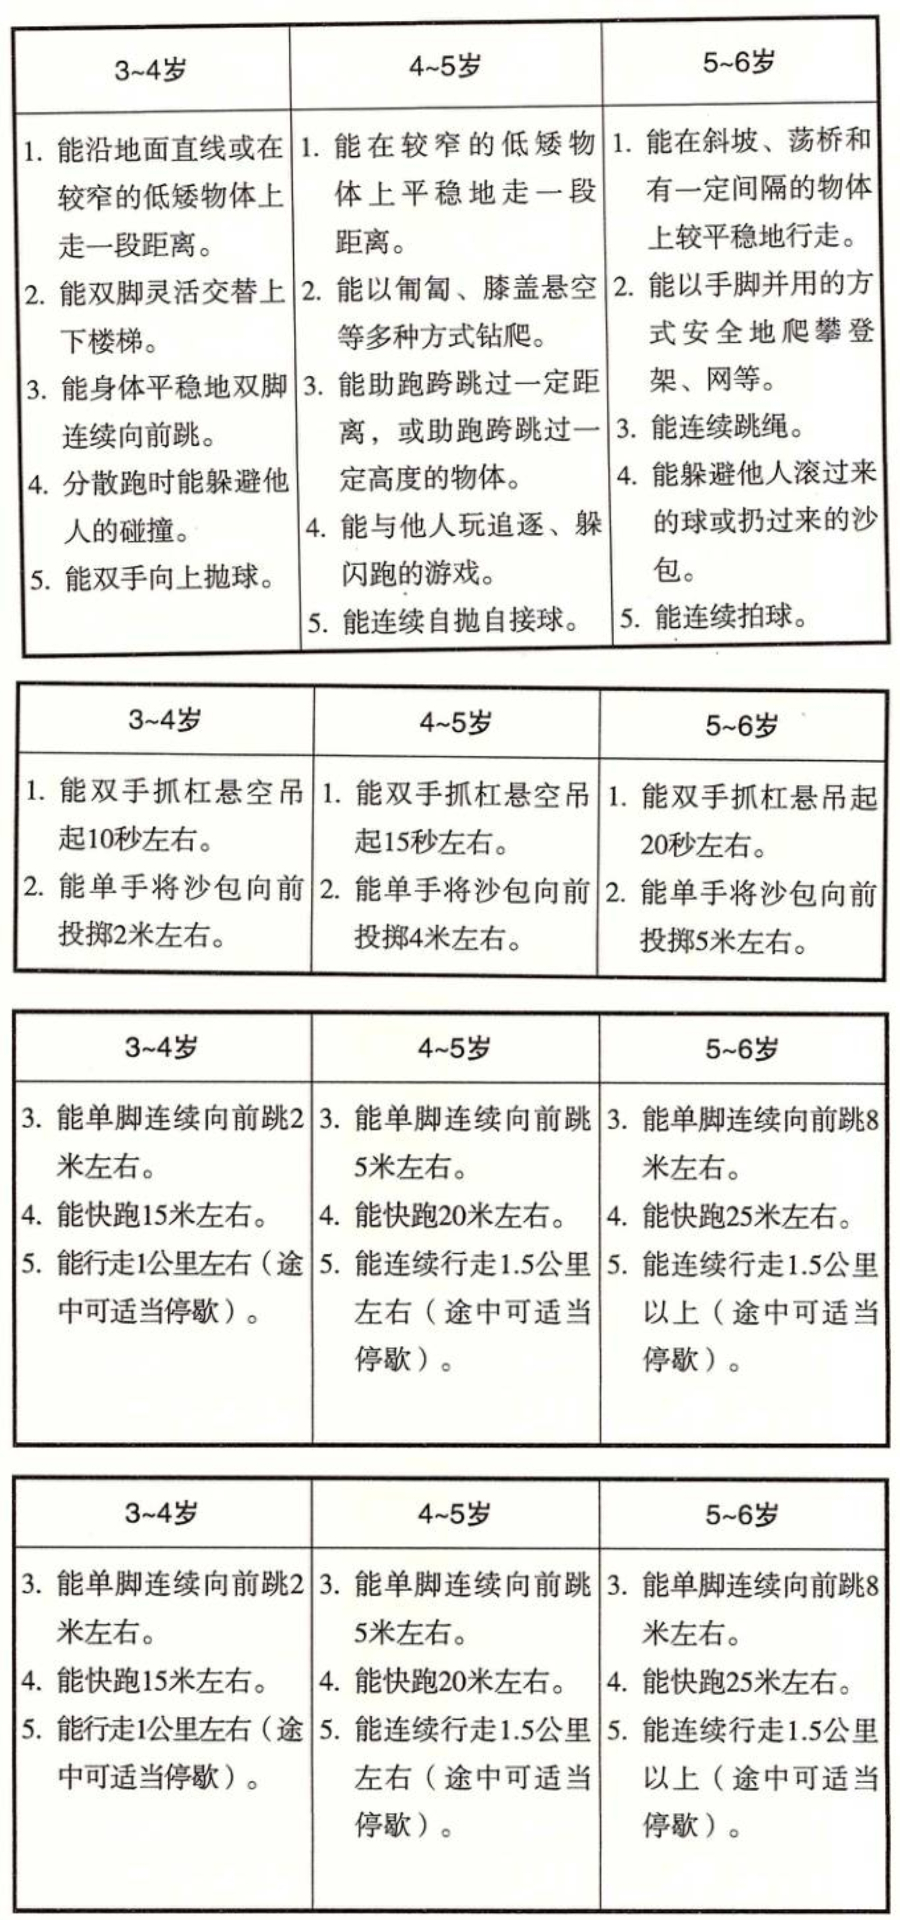 3~4岁
4~5岁
5~6岁
1. 能沿地面直线或在
较窄的低矮物体上
走一段距离。
2. 能双脚灵活交替上
下楼梯。
3. 能身体平稳地双脚
连续向前跳。
4. 分散跑时能躲避他
人的碰撞。
5. 能双手向上抛球。
1. 能在较窄的低矮物
体上平稳地走一段
距离。
2. 能以匍匐、膝盖悬空
等多种方式钻爬。
3. 能助跑跨跳过一定距
离，或助跑跨跳过一
定高度的物体。
4. 能与他人玩追逐、躲
闪跑的游戏。
5. 能连续自抛自接球。
1. 能在斜坡、荡桥和
有一定间隔的物体
上较平稳地行走。
2. 能以手脚并用的方
式安全地爬攀登
架、网等。
3. 能连续跳绳。
4. 能躲避他人滚过来
的球或扔过来的沙
包。
5. 能连续拍球。
3~4岁
4~5岁
5~6岁
1. 能双手抓杠悬空吊
起10秒左右。
2. 能单手将沙包向前
投掷2米左右。
1. 能双手抓杠悬空吊
起15秒左右。
2. 能单手将沙包向前
投掷4米左右。
1. 能双手抓杠悬吊起
20秒左右。
2. 能单手将沙包向前
投掷5米左右。
3~4岁
4~5岁
5~6岁
3. 能单脚连续向前跳2
米左右。
4. 能快跑15米左右。
5. 能行走1公里左右（途
中可适当停歇）。
3. 能单脚连续向前跳
5米左右。
4. 能快跑20米左右。
5. 能连续行走1.5公里
左右（途中可适当
停歇）。
3. 能单脚连续向前跳8
米左右。
4. 能快跑25米左右。
5. 能连续行走1.5公里
以上（途中可适当
停歇）。
3~4岁
4~5岁
5~6岁
3. 能单脚连续向前跳2
米左右。
4. 能快跑15米左右。
5. 能行走1公里左右（途
中可适当停歇）。
3. 能单脚连续向前跳
5米左右。
4. 能快跑20米左右。
5. 能连续行走1.5公里
左右（途中可适当
停歇）。
3. 能单脚连续向前跳8
米左右。
4. 能快跑25米左右。
5. 能连续行走1.5公里
以上（途中可适当
停歇）。